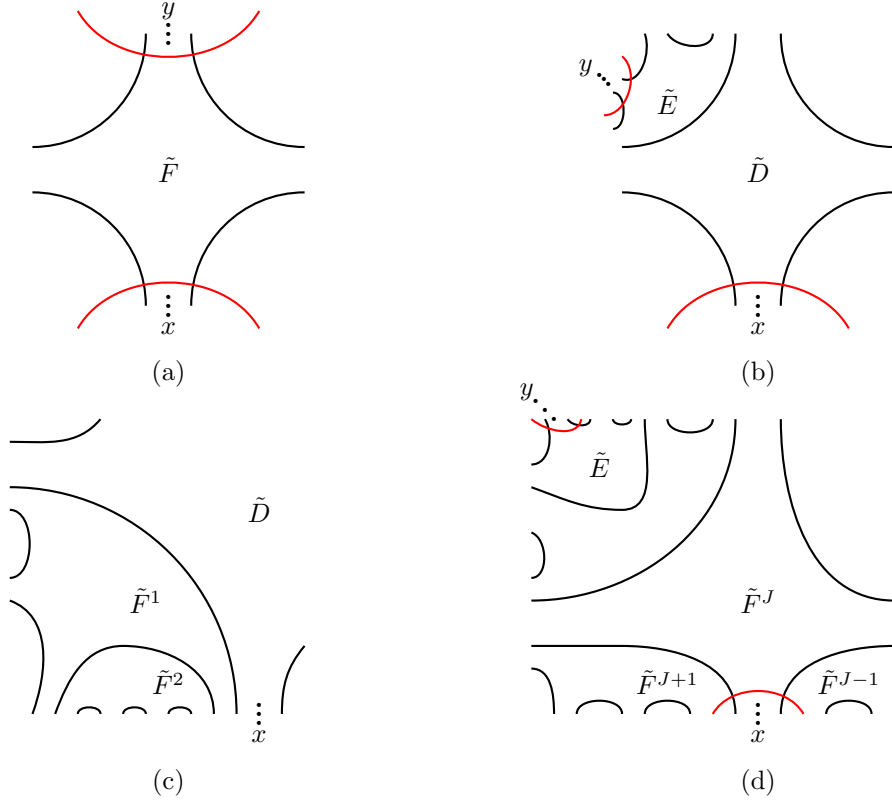 y
F̃
x
(a)
y
Ẽ
D̃
x
(b)
D̃
F̃¹
F̃²
x
(c)
y
Ẽ
F̃ᴶ
F̃ᴶ⁺¹ F̃ᴶ⁻¹
x
(d)